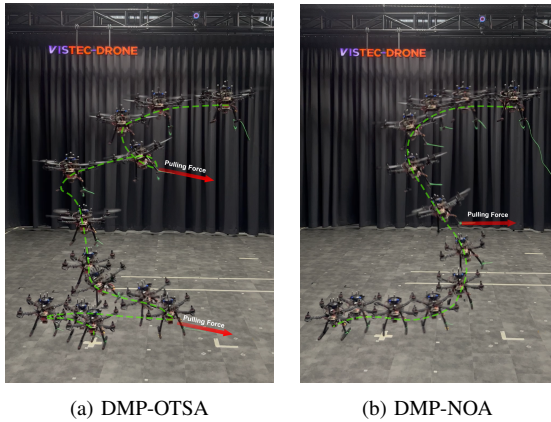 VISTEC-DRONE
Pulling Force
Pulling Force
(a) DMP-OTSA
VISTEC-DRONE
Pulling Force
(b) DMP-NOA